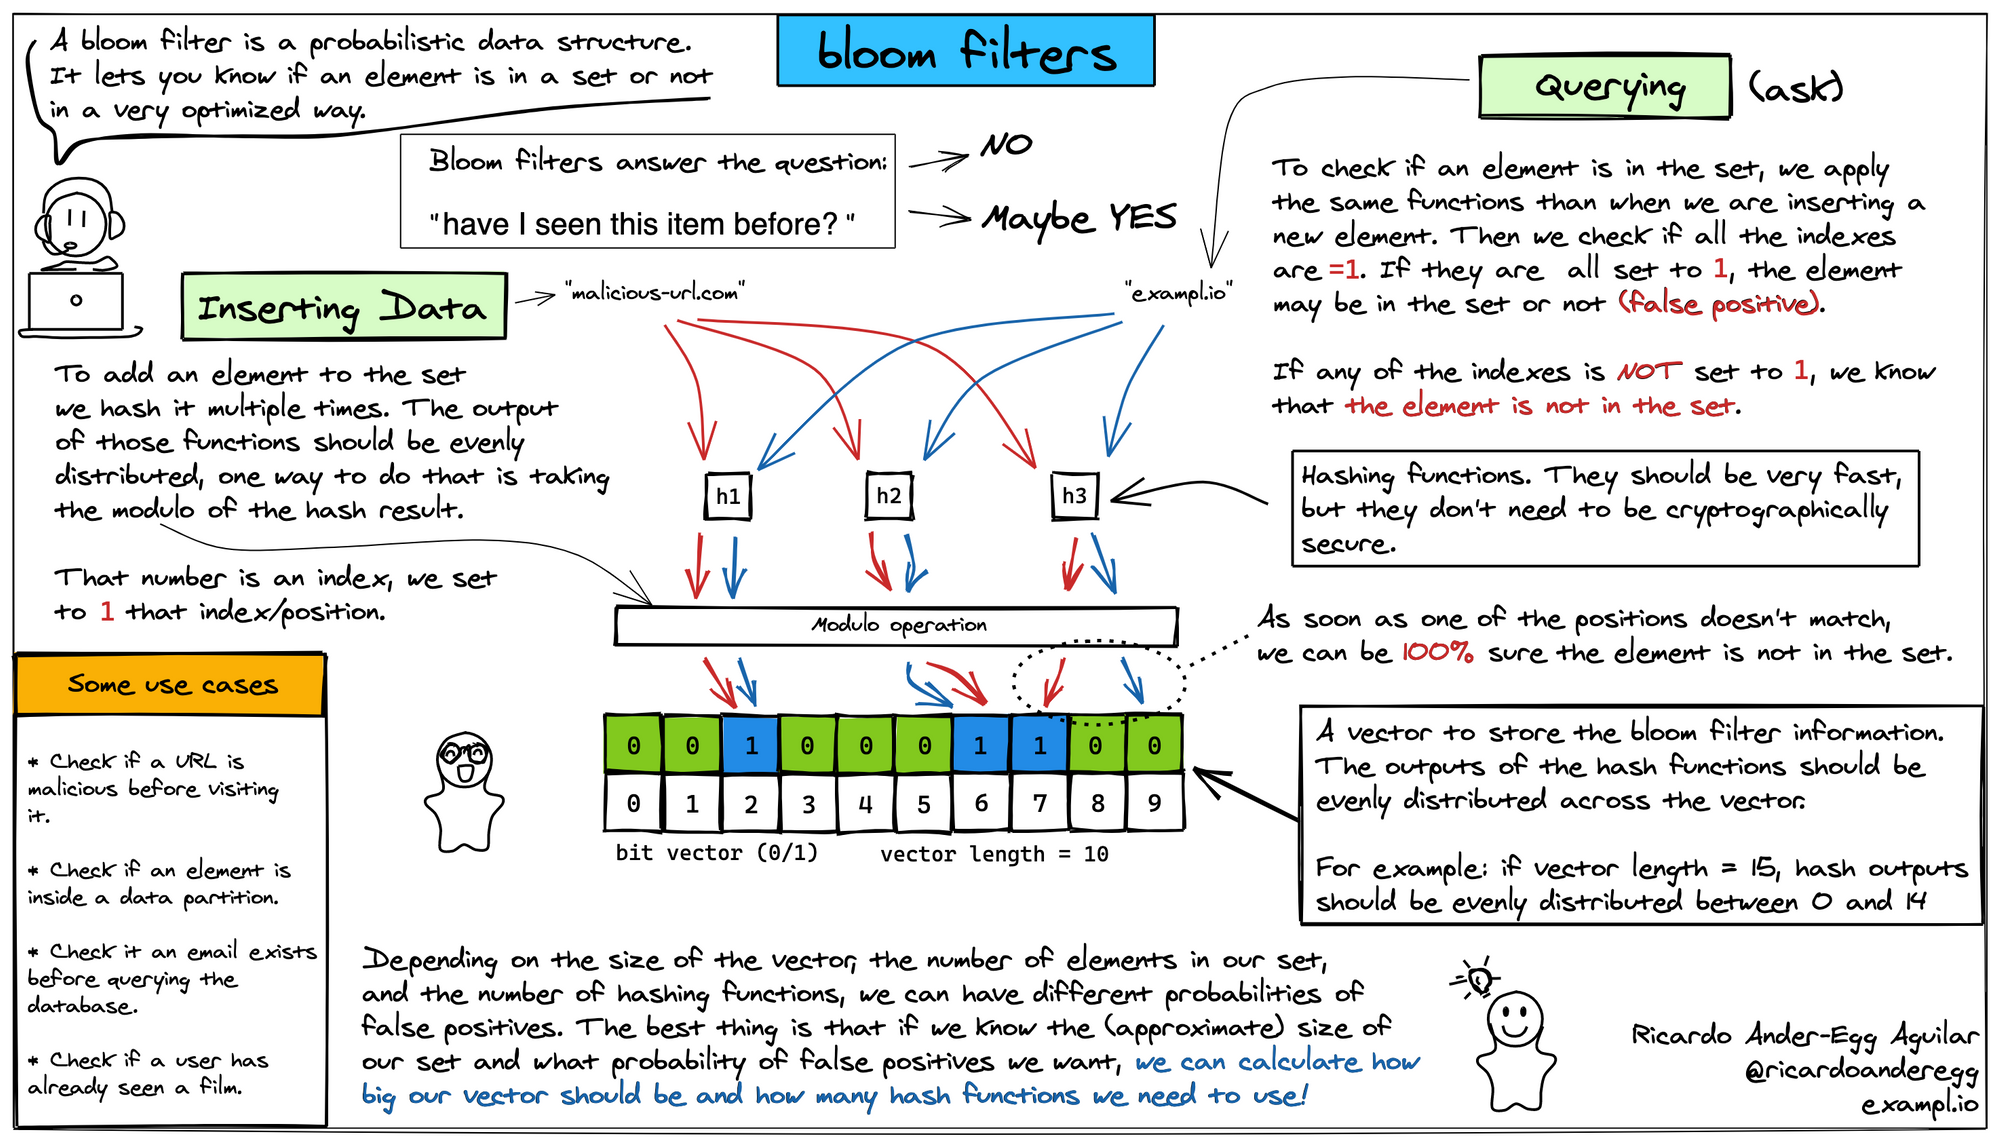 bloom filters
A bloom filter is a probabilistic data structure.
It lets you know if an element is in a set or not
in a very optimized way.
Bloom filters answer the question:
"have I seen this item before? "
NO
Maybe YES
Querying
(ask)
To check if an element is in the set, we apply
the same functions than when we are inserting a
new element. Then we check if all the indexes
are =1. If they are all set to 1, the element
may be in the set or not (false positive).
If any of the indexes is NOT set to 1, we know
that the element is not in the set.
Inserting Data
"malicious-url.com"
"exampl.io"
To add an element to the set
we hash it multiple times. The output
of those functions should be evenly
distributed, one way to do that is taking
the modulo of the hash result.
That number is an index, we set
to 1 that index/position.
h1
h2
h3
Hashing functions. They should be very fast,
but they don't need to be cryptographically
secure.
Modulo operation
As soon as one of the positions doesn't match,
we can be 100% sure the element is not in the set.
0 0 1 0 0 0 1 1 0 0
0 1 2 3 4 5 6 7 8 9
bit vector (0/1)
vector length = 10
A vector to store the bloom filter information.
The outputs of the hash functions should be
evenly distributed across the vector.
For example: if vector length = 15, hash outputs
should be evenly distributed between 0 and 14
Some use cases
* Check if a URL is
malicious before visiting
it.
* Check if an element is
inside a data partition.
* Check it an email exists
before querying the
database.
* Check if a user has
already seen a film.
Depending on the size of the vector, the number of elements in our set,
and the number of hashing functions, we can have different probabilities of
false positives. The best thing is that if we know the (approximate) size of
our set and what probability of false positives we want, we can calculate how
big our vector should be and how many hash functions we need to use!
Ricardo Ander-Egg Aguilar
@ricardoanderegg
exampl.io